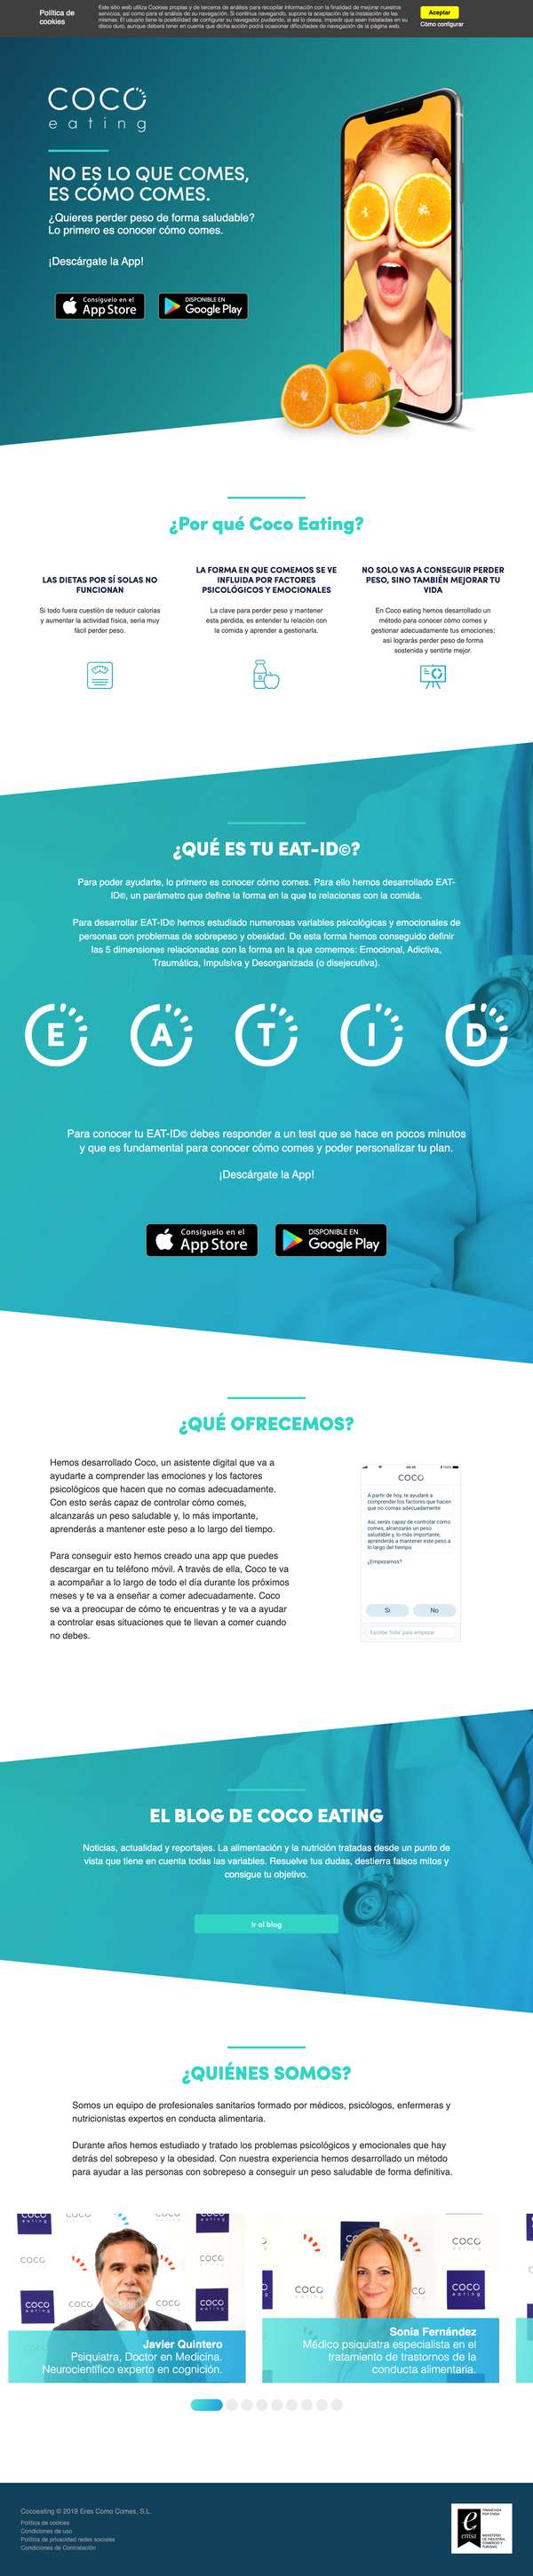 Política de
cookies
Este sitio web utiliza Cookies propias y de terceros de análisis para recopilar información con la finalidad de mejorar nuestros
servicios, así como para el análisis de su navegación. Si continua navegando, supone la aceptación de la instalación de las
mismas. El usuario tiene la posibilidad de configurar su navegador pudiendo, si así lo desea, impedir que sean instaladas en su
disco duro, aunque deberá tener en cuenta que dicha acción podrá ocasionar dificultades de navegación de la página web.
Aceptar
Cómo configurar
COCO
eating
NO ES LO QUE COMES,
ES CÓMO COMES.
¿Quieres perder peso de forma saludable?
Lo primero es conocer cómo comes.
¡Descárgate la App!
Consíguelo en el
App Store
DISPONIBLE EN
Google Play
¿Por qué Coco Eating?
LAS DIETAS POR SÍ SOLAS NO
FUNCIONAN
Si todo fuera cuestión de reducir calorías
y aumentar la actividad física, sería muy
fácil perder peso.
LA FORMA EN QUE COMEMOS SE VE
INFLUIDA POR FACTORES
PSICOLÓGICOS Y EMOCIONALES
La clave para perder peso y mantener
esta pérdida, es entender tu relación con
la comida y aprender a gestionarla.
NO SOLO VAS A CONSEGUIR PERDER
PESO, SINO TAMBIÉN MEJORAR TU
VIDA
En Coco eating hemos desarrollado un
método para conocer cómo comes y
gestionar adecuadamente tus emociones;
así lograrás perder peso de forma
sostenida y sentirte mejor.
¿QUÉ ES TU EAT-ID©?
Para poder ayudarte, lo primero es conocer cómo comes. Para ello hemos desarrollado EAT-
ID©, un parámetro que define la forma en la que te relacionas con la comida.
Para desarrollar EAT-ID© hemos estudiado numerosas variables psicológicas y emocionales de
personas con problemas de sobrepeso y obesidad. De esta forma hemos conseguido definir
las 5 dimensiones relacionadas con la forma en la que comemos: Emocional, Adictiva,
Traumática, Impulsiva y Desorganizada (o disejecutiva).
E A T I D
Para conocer tu EAT-ID© debes responder a un test que se hace en pocos minutos
y que es fundamental para conocer cómo comes y poder personalizar tu plan.
¡Descárgate la App!
Consíguelo en el
App Store
DISPONIBLE EN
Google Play
¿QUÉ OFRECEMOS?
Hemos desarrollado Coco, un asistente digital que va a
ayudarte a comprender las emociones y los factores
psicológicos que hacen que no comas adecuadamente.
Con esto serás capaz de controlar cómo comes,
alcanzarás un peso saludable y, lo más importante,
aprenderás a mantener este peso a lo largo del tiempo.
Para conseguir esto hemos creado una app que puedes
descargar en tu teléfono móvil. A través de ella, Coco te va
a acompañar a lo largo de todo el día durante los próximos
meses y te va a enseñar a comer adecuadamente. Coco
se va a preocupar de cómo te encuentras y te va a ayudar
a controlar esas situaciones que te llevan a comer cuando
no debes.
COCO
A partir de hoy, te ayudaré a
comprender los factores que hacen
que no comas adecuadamente
Así, serás capaz de controlar cómo
comes, alcanzarás un peso
saludable y, lo más importante,
aprenderás a mantener este peso a
lo largo del tiempo
¿Empezamos?
Si
No
Escribe 'hola' para empezar
EL BLOG DE COCO EATING
Noticias, actualidad y reportajes. La alimentación y la nutrición tratadas desde un punto de
vista que tiene en cuenta todas las variables. Resuelve tus dudas, destierra falsos mitos y
consigue tu objetivo.
Ir al blog
¿QUIÉNES SOMOS?
Somos un equipo de profesionales sanitarios formado por médicos, psicólogos, enfermeras y
nutricionistas expertos en conducta alimentaria.
Durante años hemos estudiado y tratado los problemas psicológicos y emocionales que hay
detrás del sobrepeso y la obesidad. Con nuestra experiencia hemos desarrollado un método
para ayudar a las personas con sobrepeso a conseguir un peso saludable de forma definitiva.
Javier Quintero
Psiquiatra, Doctor en Medicina.
Neurocientífico experto en cognición.
Sonia Fernández
Médico psiquiatra especialista en el
tratamiento de trastornos de la
conducta alimentaria.
Cocoeating © 2019 Eres Como Comes, S.L.
Política de cookies
Condiciones de uso
Política de privacidad redes sociales
Condiciones de Contratación
enisa
FINANCIADA
POR ENISA
MINISTERIO
DE INDUSTRIA,
COMERCIO Y
TURISMO